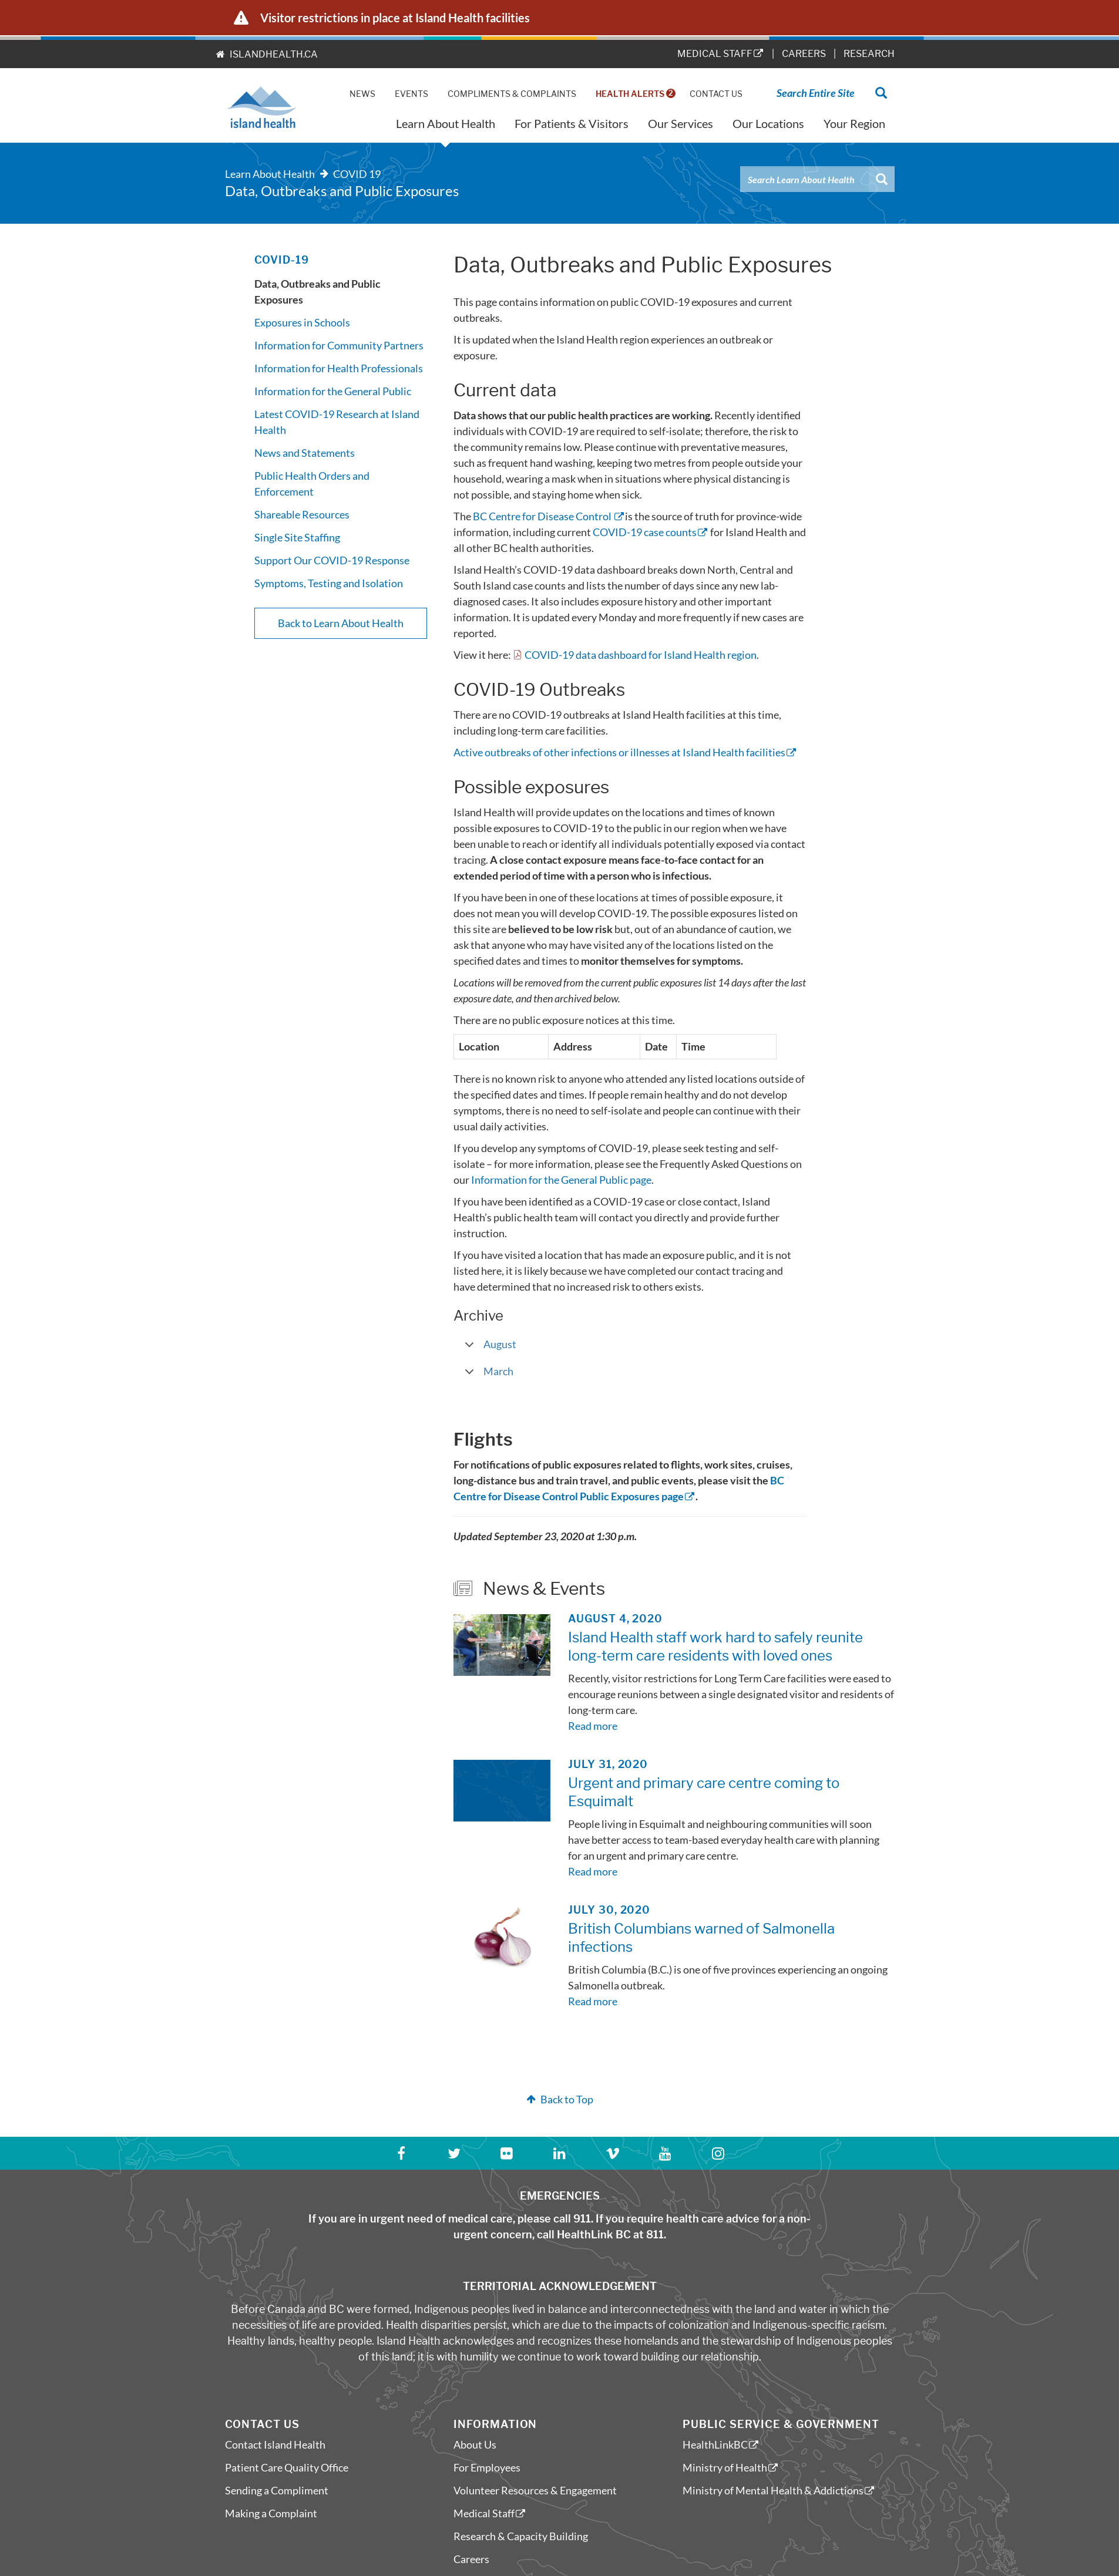 Visitor restrictions in place at Island Health facilities
ISLANDHEALTH.CA
MEDICAL STAFF | CAREERS | RESEARCH
NEWS EVENTS COMPLIMENTS & COMPLAINTS HEALTH ALERTS 2 CONTACT US Search Entire Site
island health
Learn About Health For Patients & Visitors Our Services Our Locations Your Region
Learn About Health COVID 19
Data, Outbreaks and Public Exposures
Search Learn About Health
COVID-19
Data, Outbreaks and Public
Exposures
Exposures in Schools
Information for Community Partners
Information for Health Professionals
Information for the General Public
Latest COVID-19 Research at Island
Health
News and Statements
Public Health Orders and
Enforcement
Shareable Resources
Single Site Staffing
Support Our COVID-19 Response
Symptoms, Testing and Isolation
Back to Learn About Health
Data, Outbreaks and Public Exposures
This page contains information on public COVID-19 exposures and current
outbreaks.
It is updated when the Island Health region experiences an outbreak or
exposure.
Current data
Data shows that our public health practices are working. Recently identified
individuals with COVID-19 are required to self-isolate; therefore, the risk to
the community remains low. Please continue with preventative measures,
such as frequent hand washing, keeping two metres from people outside your
household, wearing a mask when in situations where physical distancing is
not possible, and staying home when sick.
The BC Centre for Disease Control is the source of truth for province-wide
information, including current COVID-19 case counts for Island Health and
all other BC health authorities.
Island Health's COVID-19 data dashboard breaks down North, Central and
South Island case counts and lists the number of days since any new lab-
diagnosed cases. It also includes exposure history and other important
information. It is updated every Monday and more frequently if new cases are
reported.
View it here: COVID-19 data dashboard for Island Health region.
COVID-19 Outbreaks
There are no COVID-19 outbreaks at Island Health facilities at this time,
including long-term care facilities.
Active outbreaks of other infections or illnesses at Island Health facilities
Possible exposures
Island Health will provide updates on the locations and times of known
possible exposures to COVID-19 to the public in our region when we have
been unable to reach or identify all individuals potentially exposed via contact
tracing. A close contact exposure means face-to-face contact for an
extended period of time with a person who is infectious.
If you have been in one of these locations at times of possible exposure, it
does not mean you will develop COVID-19. The possible exposures listed on
this site are believed to be low risk but, out of an abundance of caution, we
ask that anyone who may have visited any of the locations listed on the
specified dates and times to monitor themselves for symptoms.
Locations will be removed from the current public exposures list 14 days after the last
exposure date, and then archived below.
There are no public exposure notices at this time.
Location Address Date Time
There is no known risk to anyone who attended any listed locations outside of
the specified dates and times. If people remain healthy and do not develop
symptoms, there is no need to self-isolate and people can continue with their
usual daily activities.
If you develop any symptoms of COVID-19, please seek testing and self-
isolate – for more information, please see the Frequently Asked Questions on
our Information for the General Public page.
If you have been identified as a COVID-19 case or close contact, Island
Health's public health team will contact you directly and provide further
instruction.
If you have visited a location that has made an exposure public, and it is not
listed here, it is likely because we have completed our contact tracing and
have determined that no increased risk to others exists.
Archive
August
March
Flights
For notifications of public exposures related to flights, work sites, cruises,
long-distance bus and train travel, and public events, please visit the BC
Centre for Disease Control Public Exposures page.
Updated September 23, 2020 at 1:30 p.m.
News & Events
AUGUST 4, 2020
Island Health staff work hard to safely reunite
long-term care residents with loved ones
Recently, visitor restrictions for Long Term Care facilities were eased to
encourage reunions between a single designated visitor and residents of
long-term care.
Read more
JULY 31, 2020
Urgent and primary care centre coming to
Esquimalt
People living in Esquimalt and neighbouring communities will soon
have better access to team-based everyday health care with planning
for an urgent and primary care centre.
Read more
JULY 30, 2020
British Columbians warned of Salmonella
infections
British Columbia (B.C.) is one of five provinces experiencing an ongoing
Salmonella outbreak.
Read more
Back to Top
EMERGENCIES
If you are in urgent need of medical care, please call 911. If you require health care advice for a non-
urgent concern, call HealthLink BC at 811.
TERRITORIAL ACKNOWLEDGEMENT
Before Canada and BC were formed, Indigenous peoples lived in balance and interconnectedness with the land and water in which the
necessities of life are provided. Health disparities persist, which are due to the impacts of colonization and Indigenous-specific racism.
Healthy lands, healthy people. Island Health acknowledges and recognizes these homelands and the stewardship of Indigenous peoples
of this land; it is with humility we continue to work toward building our relationship.
CONTACT US
Contact Island Health
Patient Care Quality Office
Sending a Compliment
Making a Complaint
INFORMATION
About Us
For Employees
Volunteer Resources & Engagement
Medical Staff
Research & Capacity Building
Careers
PUBLIC SERVICE & GOVERNMENT
HealthLinkBC
Ministry of Health
Ministry of Mental Health & Addictions